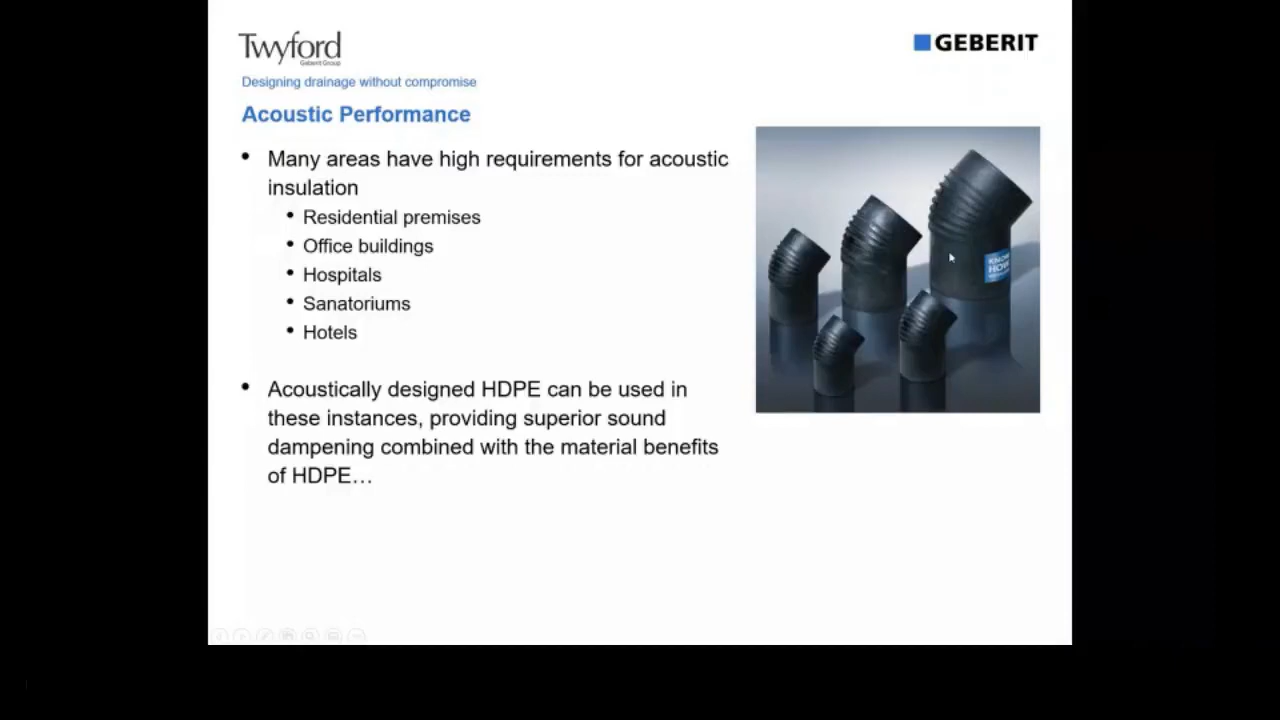 Twyford
Geberit Group
GEBERIT
Designing drainage without compromise
Acoustic Performance
• Many areas have high requirements for acoustic
insulation
• Residential premises
• Office buildings
• Hospitals
• Sanatoriums
• Hotels
• Acoustically designed HDPE can be used in
these instances, providing superior sound
dampening combined with the material benefits
of HDPE…
KNOW
HOW